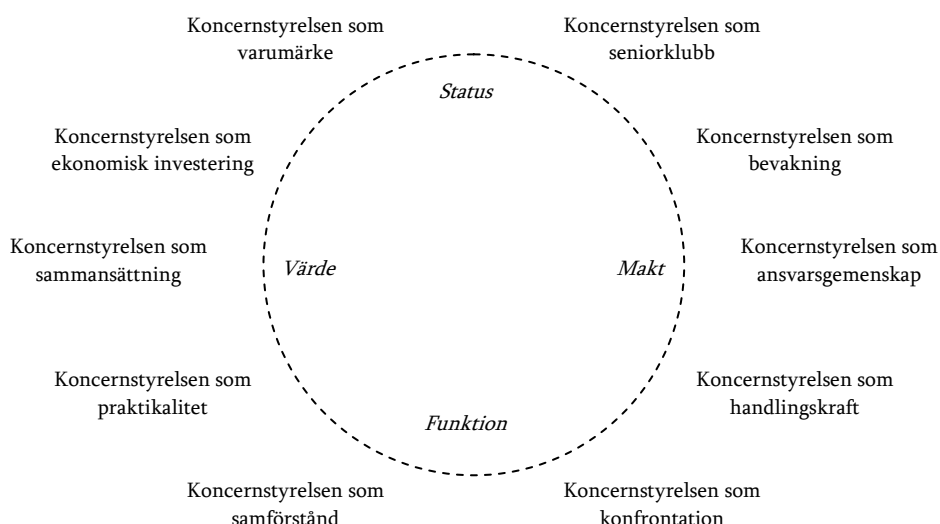 Koncernstyrelsen som
varumärke
Koncernstyrelsen som
seniorklubb
Status
Koncernstyrelsen som
ekonomisk investering
Koncernstyrelsen som
bevakning
Koncernstyrelsen som
sammansättning
Värde
Makt
Koncernstyrelsen som
ansvarsgemenskap
Koncernstyrelsen som
praktikalitet
Koncernstyrelsen som
handlingskraft
Funktion
Koncernstyrelsen som
samförstånd
Koncernstyrelsen som
konfrontation